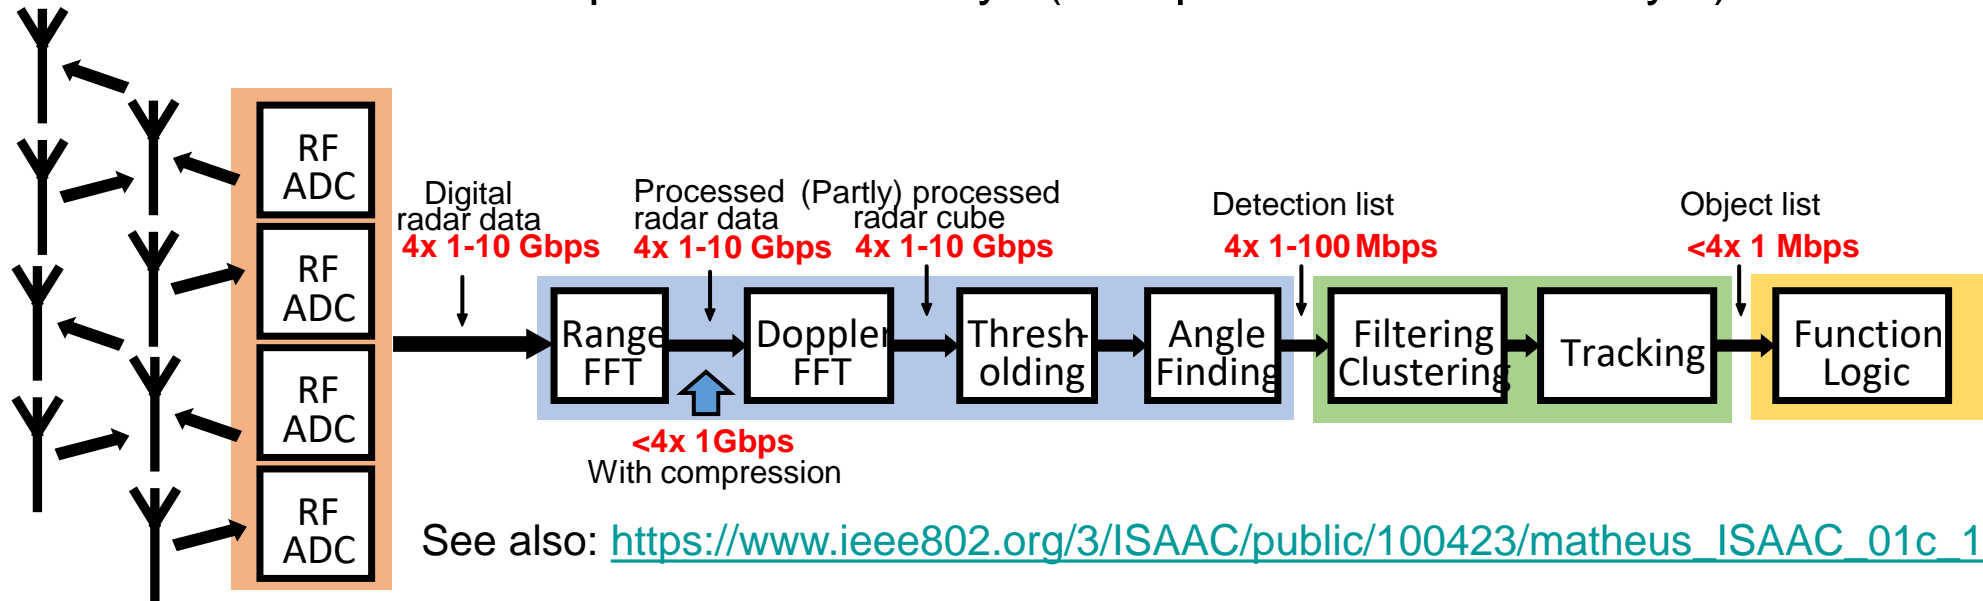 RF
ADC
RF
ADC
RF
ADC
RF
ADC
Digital
radar data
4x 1-10 Gbps
Processed
radar data
4x 1-10 Gbps
(Partly) processed
radar cube
4x 1-10 Gbps
Detection list
4x 1-100 Mbps
Object list
<4x 1 Mbps
Range
FFT
Doppler
FFT
Thresh-
olding
Angle
Finding
Filtering
Clustering
Tracking
Function
Logic
<4x 1Gbps
With compression
See also: https://www.ieee802.org/3/ISAAC/public/100423/matheus_ISAAC_01c_1